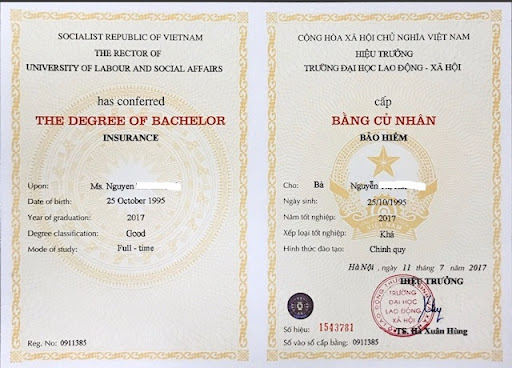 SOCIALIST REPUBLIC OF VIETNAM
THE RECTOR OF
UNIVERSITY OF LABOUR AND SOCIAL AFFAIRS
has conferred
THE DEGREE OF BACHELOR
INSURANCE
Upon: Ms. Nguyen
Date of birth: 25 October 1995
Year of graduation: 2017
Degree classification: Good
Mode of study: Full - time
Reg. No: 0911385
CỘNG HÒA XÃ HỘI CHỦ NGHĨA VIỆT NAM
HIỆU TRƯỞNG
TRƯỜNG ĐẠI HỌC LAO ĐỘNG - XÃ HỘI
cấp
BẰNG CỬ NHÂN
BẢO HIỂM
Cho: Bà Nguyễn
Ngày sinh: 25/10/1995
Năm tốt nghiệp: 2017
Xếp loại tốt nghiệp: Khá
Hình thức đào tạo: Chính quy
Hà Nội, ngày 11 tháng 7 năm 2017
HIỆU TRƯỞNG
TRƯỜNG
ĐẠI HỌC
LAO ĐỘNG
XÃ HỘI
TS. Hà Xuân Hùng
Số hiệu: 1543781
Số vào sổ cấp bằng: 0911385